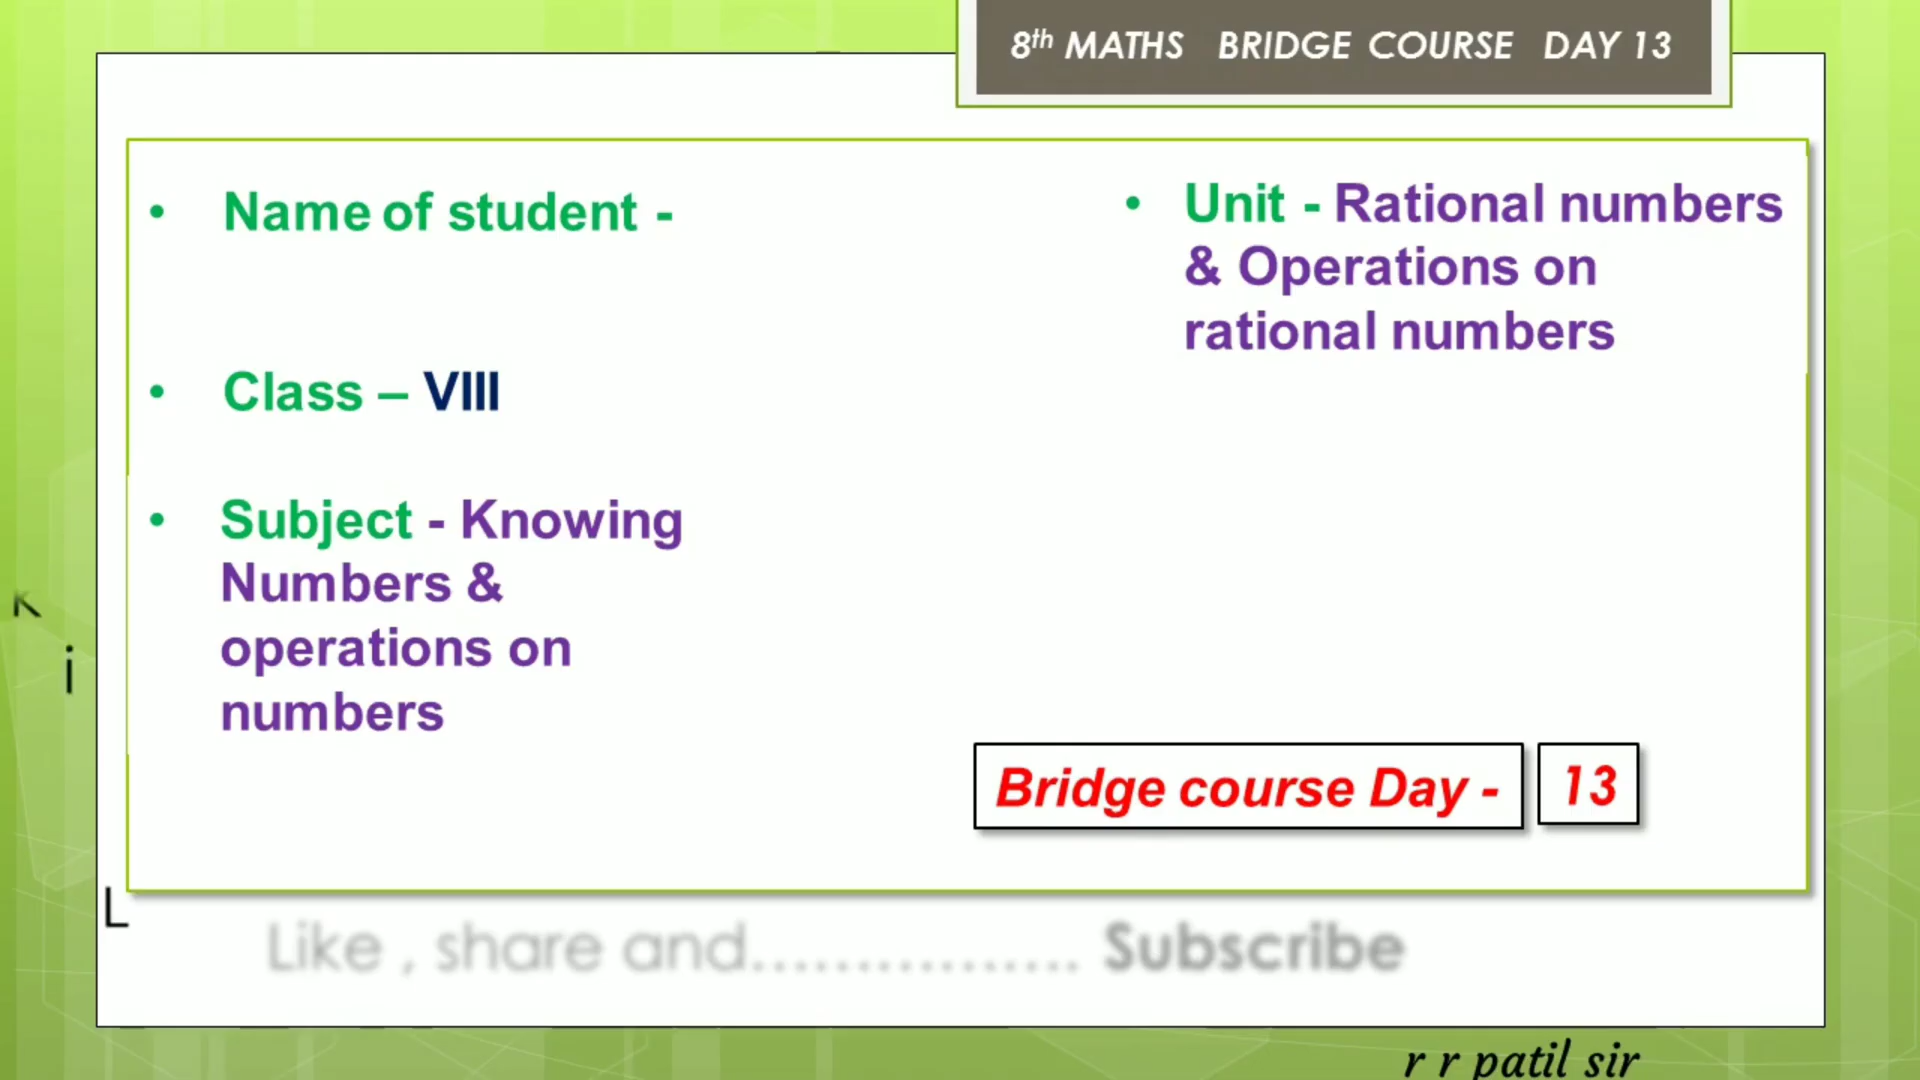 8th MATHS BRIDGE COURSE DAY 13
• Name of student -
• Class – VIII
• Subject - Knowing
Numbers &
operations on
numbers
• Unit - Rational numbers
& Operations on
rational numbers
Bridge course Day - 13
K
i
L
Like , share and................ Subscribe
r r patil sir